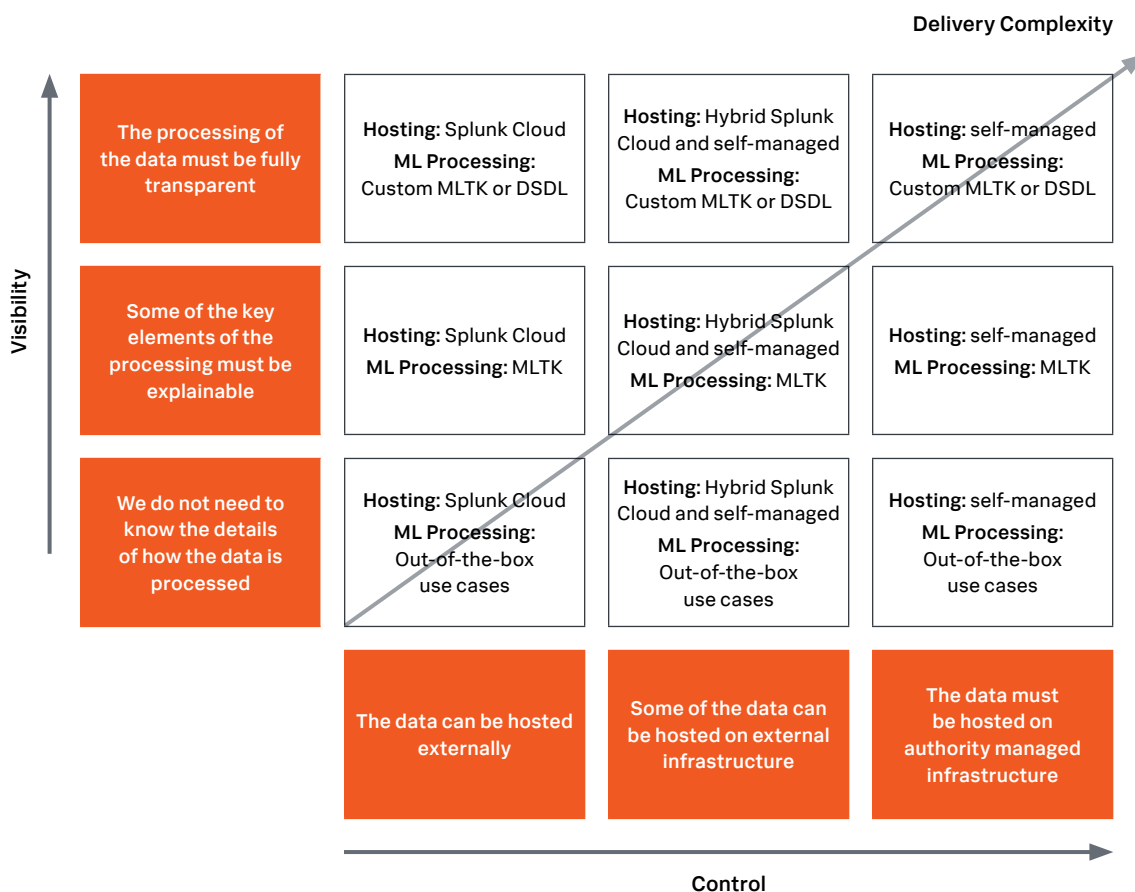 Delivery Complexity
Visibility
The processing of
the data must be fully
transparent
Hosting: Splunk Cloud
ML Processing:
Custom MLTK or DSDL
Hosting: Hybrid Splunk
Cloud and self-managed
ML Processing:
Custom MLTK or DSDL
Hosting: self-managed
ML Processing:
Custom MLTK or DSDL
Some of the key
elements of the
processing must be
explainable
Hosting: Splunk Cloud
ML Processing: MLTK
Hosting: Hybrid Splunk
Cloud and self-managed
ML Processing: MLTK
Hosting: self-managed
ML Processing: MLTK
We do not need to
know the details
of how the data is
processed
Hosting: Splunk Cloud
ML Processing:
Out-of-the-box
use cases
Hosting: Hybrid Splunk
Cloud and self-managed
ML Processing:
Out-of-the-box
use cases
Hosting: self-managed
ML Processing:
Out-of-the-box
use cases
The data can be hosted
externally
Some of the data can
be hosted on external
infrastructure
The data must
be hosted on
authority managed
infrastructure
Control